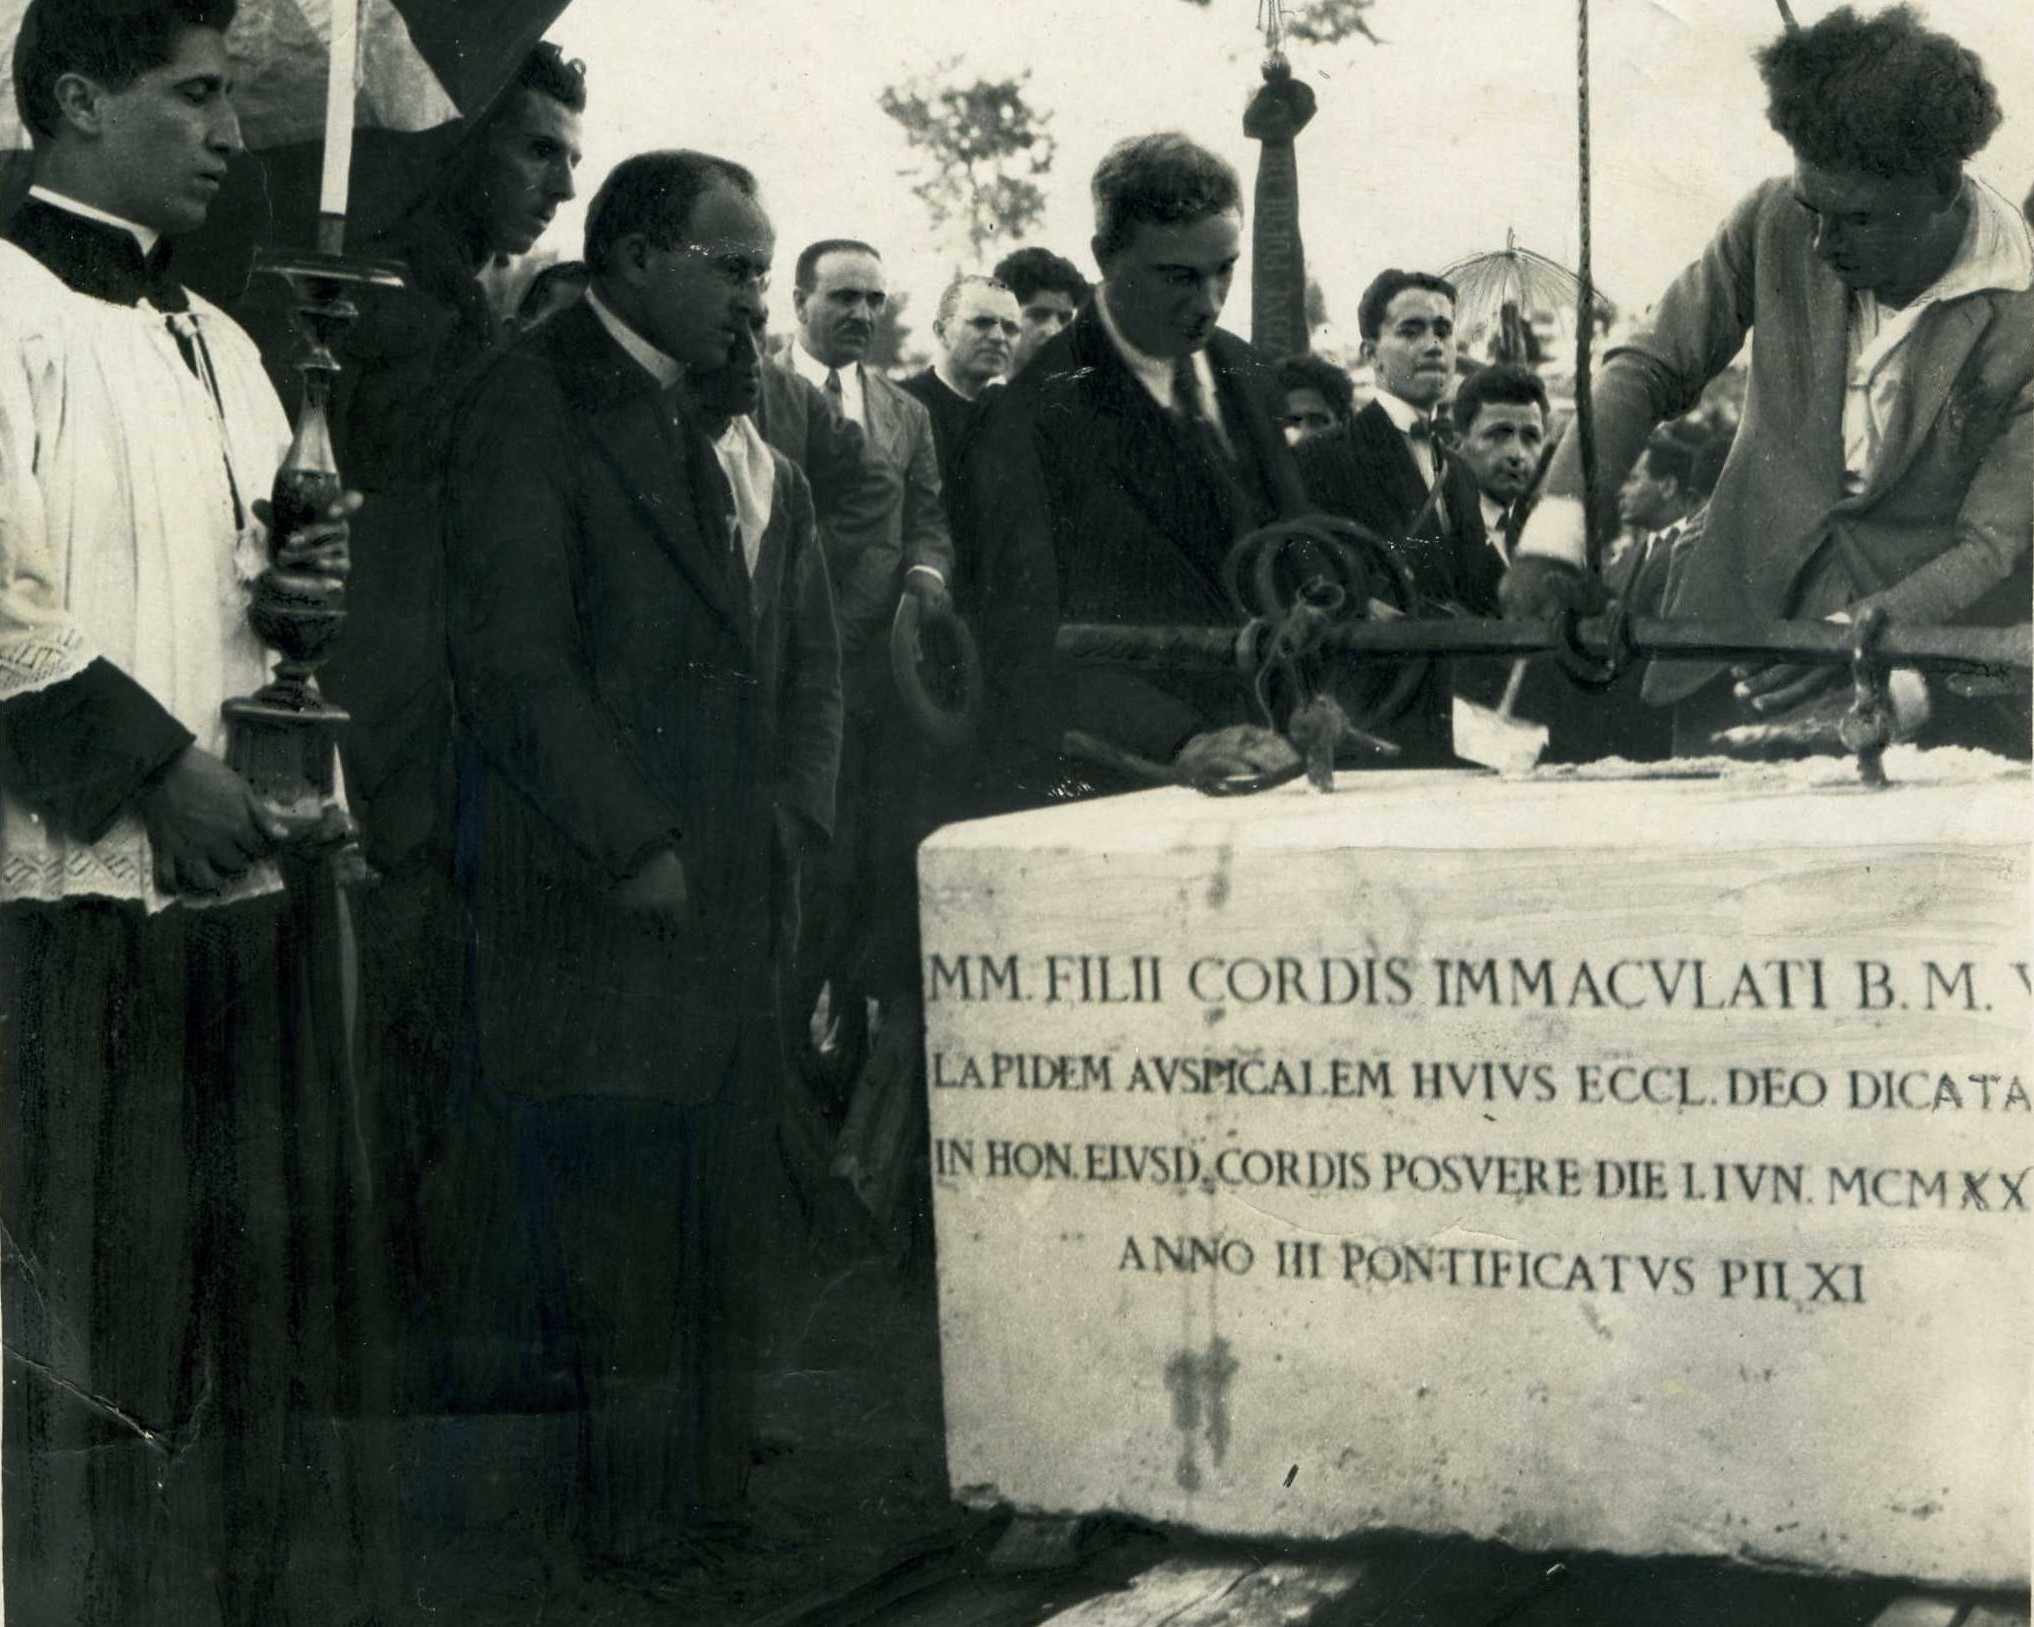 MM. FILII CORDIS IMMACVLATI B. M. V
LAPIDEM AVSPICALEM HVIVS ECCL. DEO DICATA
IN HON. EIVSD. CORDIS POSVERE DIE I. IVN. MCMXX
ANNO III PONTIFICATVS PII XI